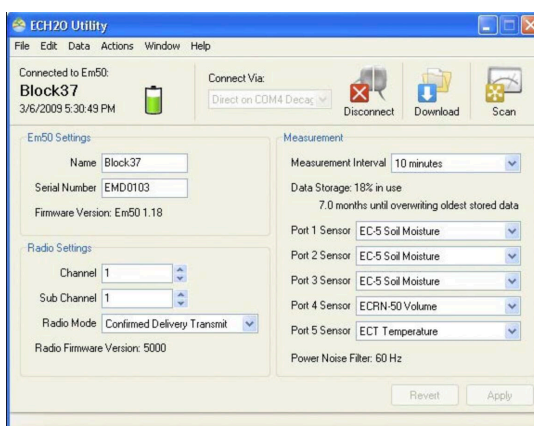 ECH2O Utility
File Edit Data Actions Window Help
Connected to Em50:
Block37
3/6/2009 5:30:49 PM
Connect Via:
Direct on COM4 Decag
Disconnect
Download
Scan
Em50 Settings
Name Block37
Serial Number EMD0103
Firmware Version: Em50 1.18
Radio Settings
Channel 1
Sub Channel 1
Radio Mode Confirmed Delivery Transmit
Radio Firmware Version: 5000
Measurement
Measurement Interval 10 minutes
Data Storage: 18% in use
7.0 months until overwriting oldest stored data
Port 1 Sensor EC-5 Soil Moisture
Port 2 Sensor EC-5 Soil Moisture
Port 3 Sensor EC-5 Soil Moisture
Port 4 Sensor ECRN-50 Volume
Port 5 Sensor ECT Temperature
Power Noise Filter: 60 Hz
Revert
Apply